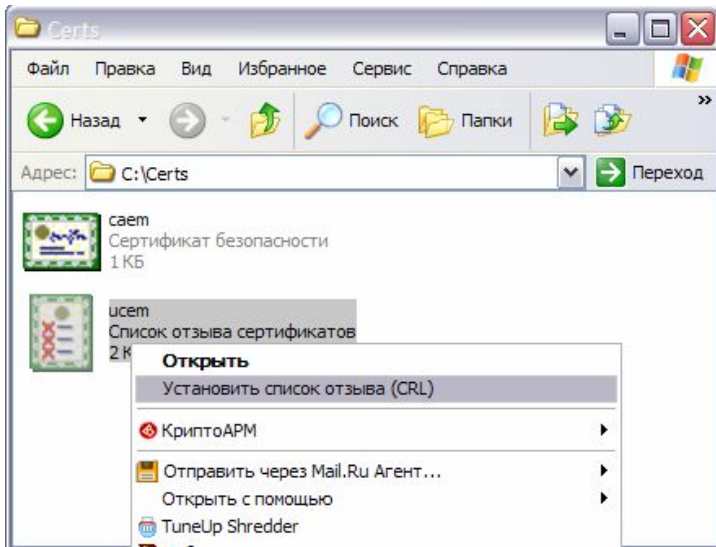 Certs
Файл Правка Вид Избранное Сервис Справка
Назад Поиск Папки »
Адрес: C:\Certs Переход
caem
Сертификат безопасности
1 КБ
ucem
Список отзыва сертификатов
2 К
Открыть
Установить список отзыва (CRL)
КриптоАРМ
Отправить через Mail.Ru Агент...
Открыть с помощью
TuneUp Shredder